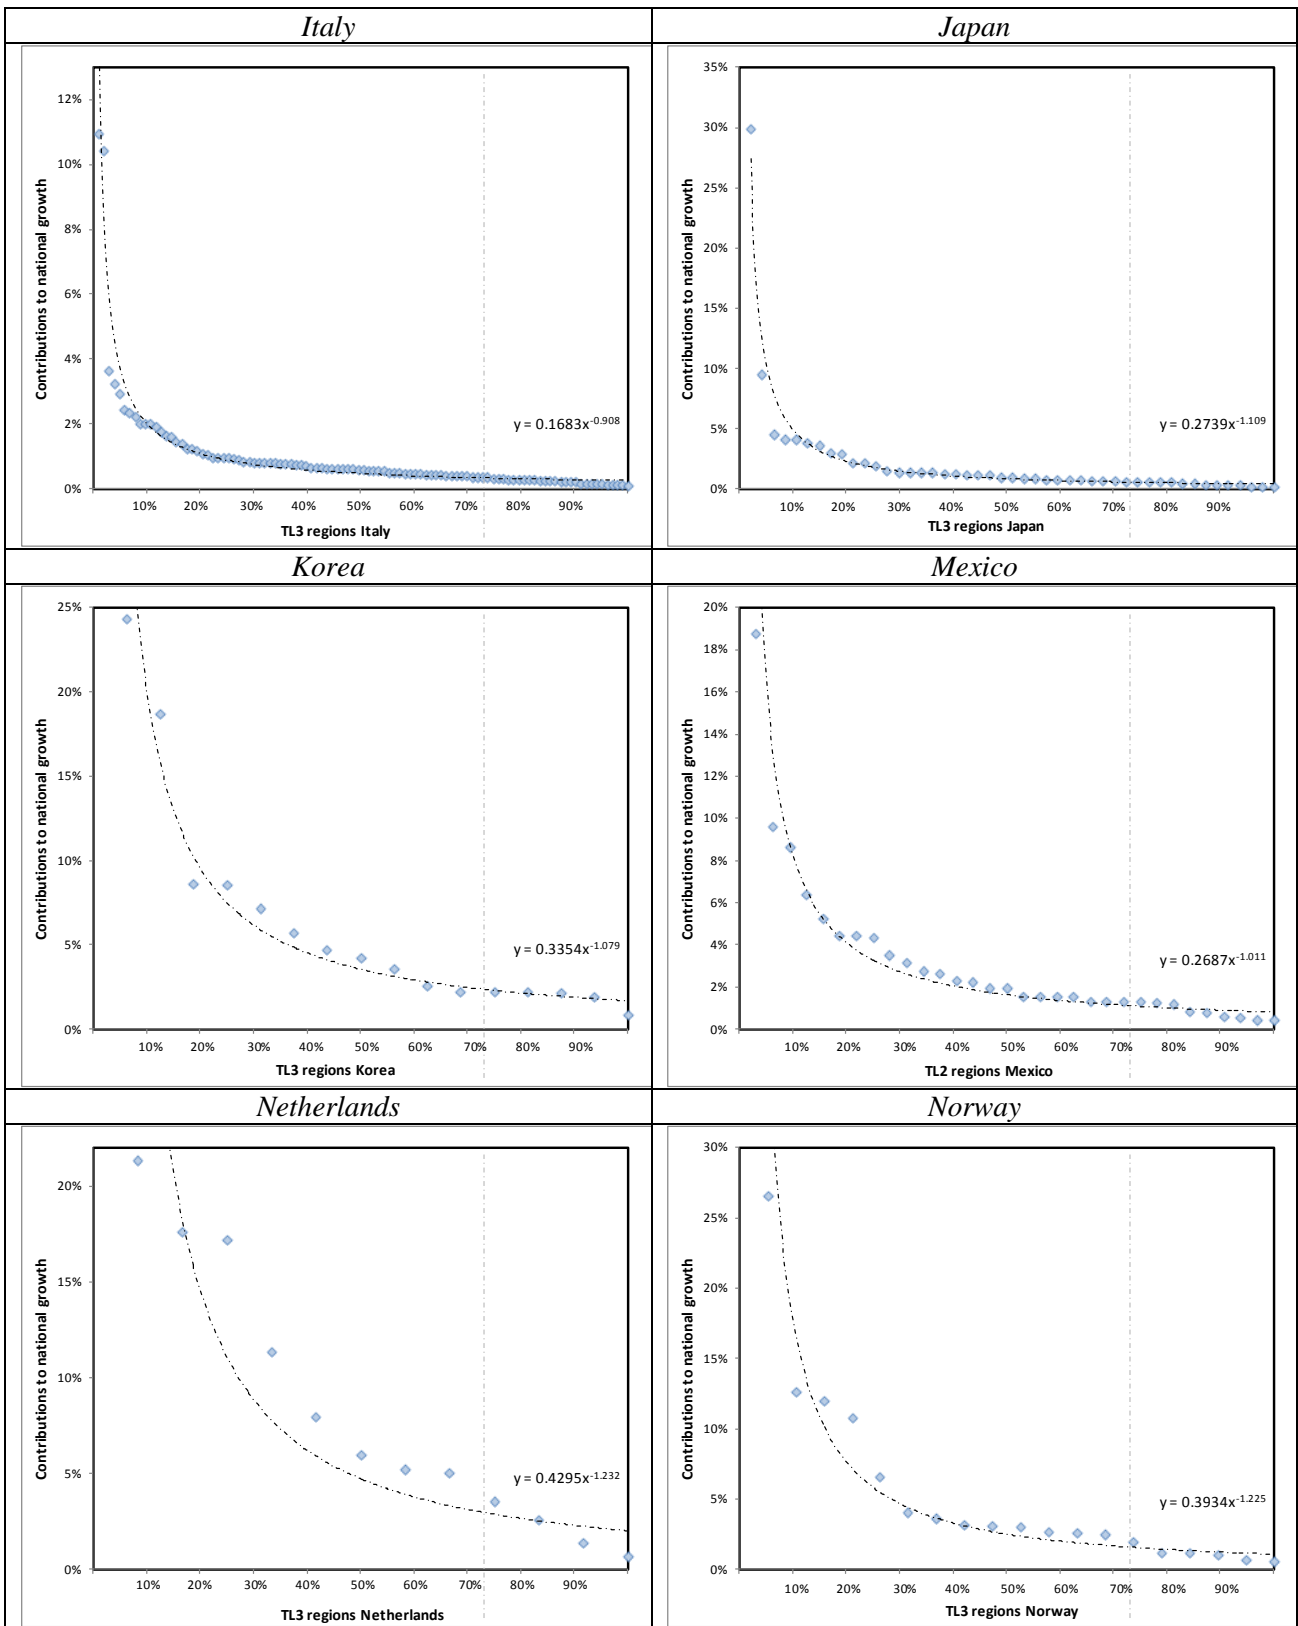 Italy
Japan
12%
10%
8%
6%
4%
2%
0%
Contributions to national growth
y = 0.1683x^-0.908
10% 20% 30% 40% 50% 60% 70% 80% 90%
TL3 regions Italy
35%
30%
25%
20%
15%
10%
5%
0%
Contributions to national growth
y = 0.2739x^-1.109
10% 20% 30% 40% 50% 60% 70% 80% 90%
TL3 regions Japan
Korea
Mexico
25%
20%
15%
10%
5%
0%
Contributions to national growth
y = 0.3354x^-1.079
10% 20% 30% 40% 50% 60% 70% 80% 90%
TL3 regions Korea
20%
18%
16%
14%
12%
10%
8%
6%
4%
2%
0%
Contributions to national growth
y = 0.2687x^-1.011
10% 20% 30% 40% 50% 60% 70% 80% 90%
TL2 regions Mexico
Netherlands
Norway
20%
15%
10%
5%
0%
Contributions to national growth
y = 0.4295x^-1.232
10% 20% 30% 40% 50% 60% 70% 80% 90%
TL3 regions Netherlands
30%
25%
20%
15%
10%
5%
0%
Contributions to national growth
y = 0.3934x^-1.225
10% 20% 30% 40% 50% 60% 70% 80% 90%
TL3 regions Norway